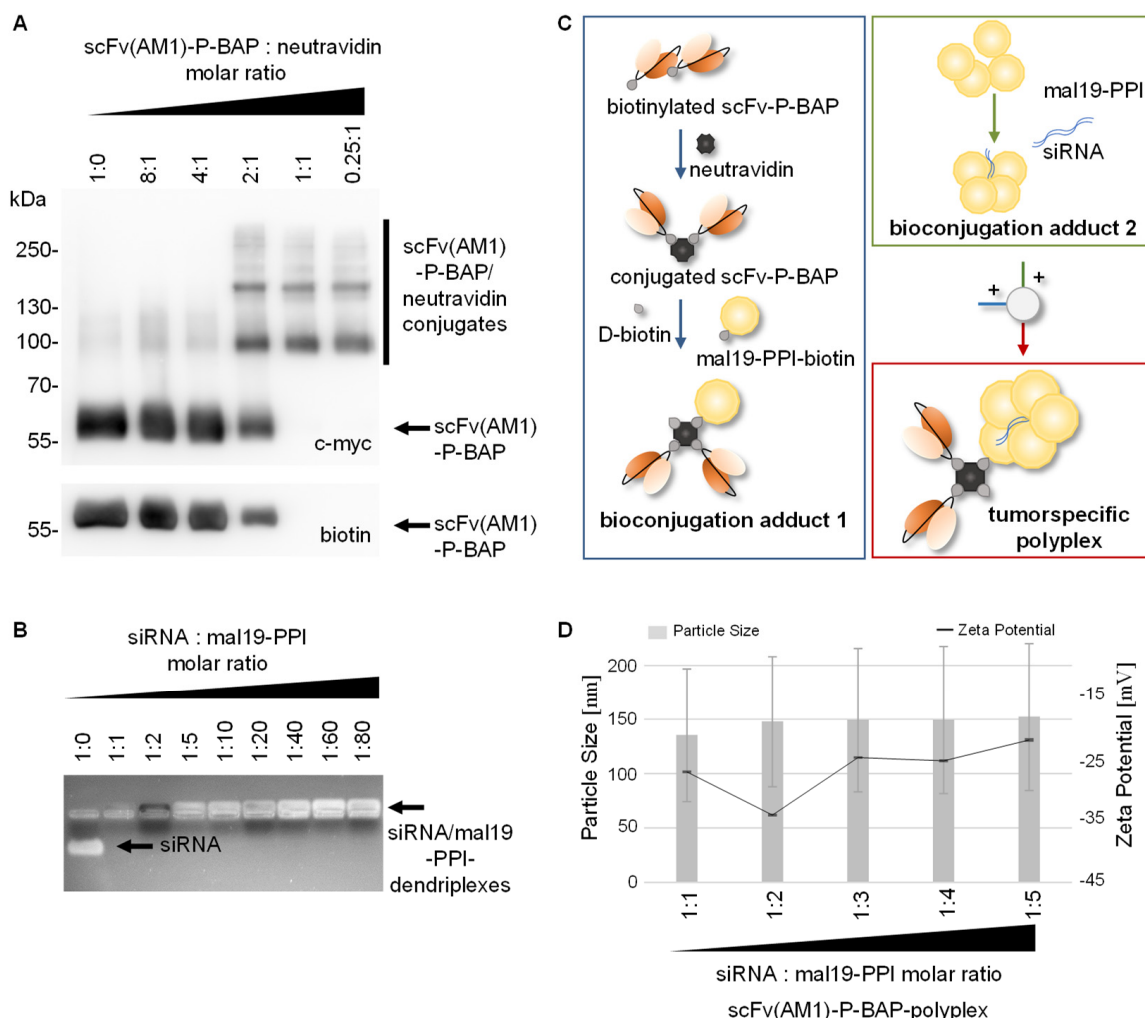 A
scFv(AM1)-P-BAP : neutravidin
molar ratio
1:0
8:1
4:1
2:1
1:1
0.25:1
kDa
250-
130-
100-
70-
55-
scFv(AM1)
-P-BAP/
neutravidin
conjugates
scFv(AM1)
-P-BAP
c-myc
55-
biotin
scFv(AM1)
-P-BAP
B
siRNA : mal19-PPI
molar ratio
1:0
1:1
1:2
1:5
1:10
1:20
1:40
1:60
1:80
siRNA
siRNA/mal19
-PPI-
dendriplexes
C
biotinylated scFv-P-BAP
neutravidin
conjugated scFv-P-BAP
D-biotin
mal19-PPI-biotin
bioconjugation adduct 1
mal19-PPI
siRNA
bioconjugation adduct 2
+
+
tumorspecific
polyplex
D
Particle Size
Zeta Potential
Particle Size [nm]
200
150
100
50
0
-15
-25
-35
-45
Zeta Potential [mV]
1:1
1:2
1:3
1:4
1:5
siRNA : mal19-PPI molar ratio
scFv(AM1)-P-BAP-polyplex